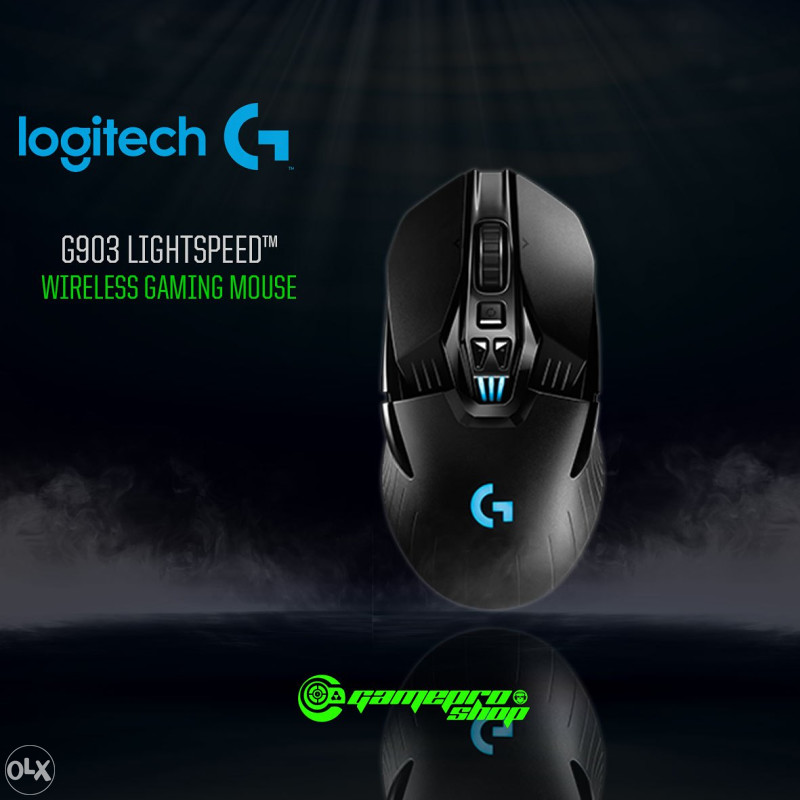 logitech G
G903 LIGHTSPEED™
WIRELESS GAMING MOUSE
G
gamepro
shop
OLX